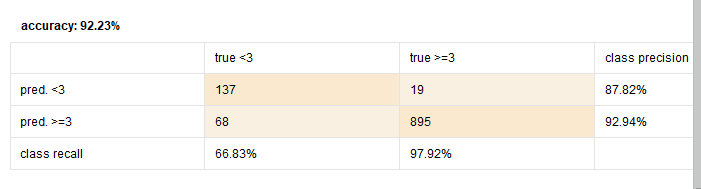 accuracy: 92.23%
true <3 true >=3 class precision
pred. <3 137 19 87.82%
pred. >=3 68 895 92.94%
class recall 66.83% 97.92%